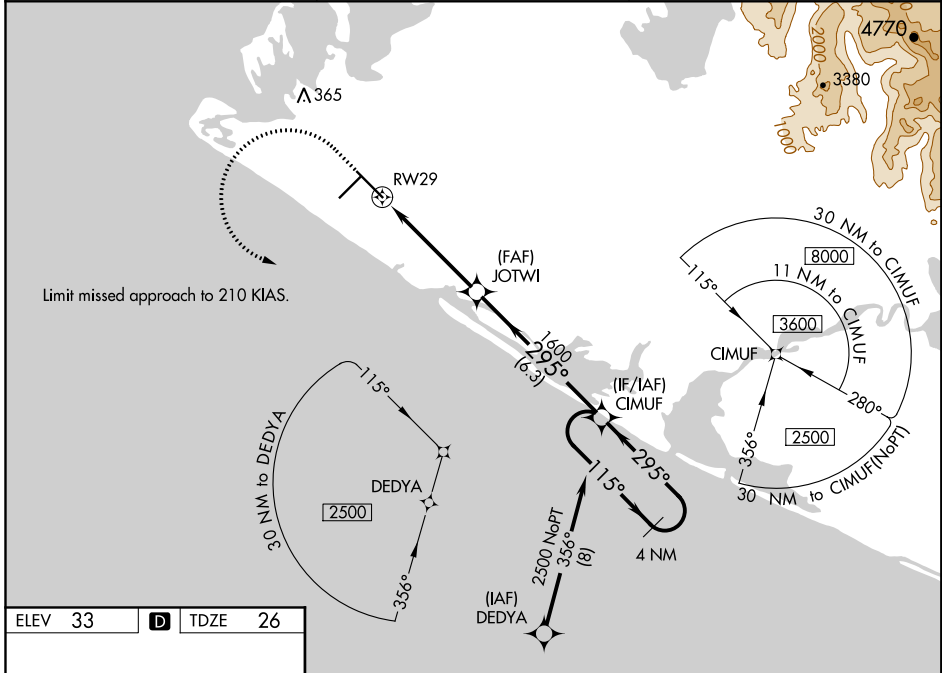 4770
2000
3380
1000
365
RW29
(FAF)
JOTWI
Limit missed approach to 210 KIAS.
30 NM to CIMUF
8000
115°
11 NM to CIMUF
3600
CIMUF
280°
2500
356°
30 NM to CIMUF(NoPT)
1600
295°
(6.3)
(IF/IAF)
CIMUF
295°
115°
4 NM
115°
DEDYA
2500
30 NM to DEDYA
356°
2500 NoPT
356°
(8)
(IAF)
DEDYA
ELEV 33 D TDZE 26